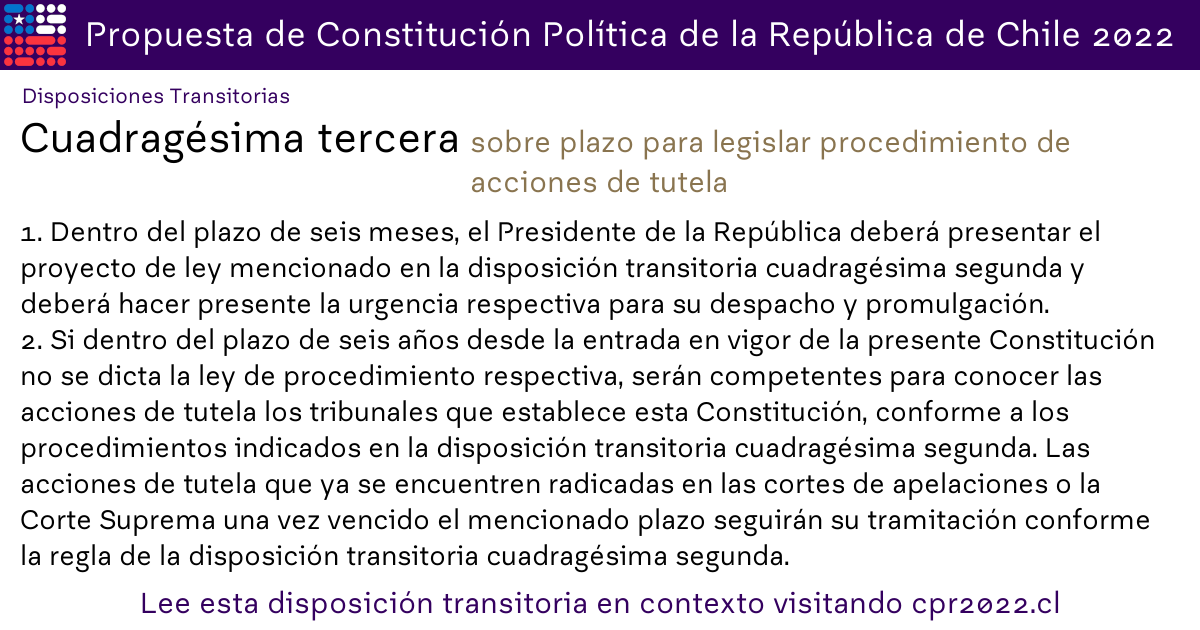 Propuesta de Constitución Política de la República de Chile 2022
Disposiciones Transitorias
Cuadragésima tercera sobre plazo para legislar procedimiento de
acciones de tutela
1. Dentro del plazo de seis meses, el Presidente de la República deberá presentar el
proyecto de ley mencionado en la disposición transitoria cuadragésima segunda y
deberá hacer presente la urgencia respectiva para su despacho y promulgación.
2. Si dentro del plazo de seis años desde la entrada en vigor de la presente Constitución
no se dicta la ley de procedimiento respectiva, serán competentes para conocer las
acciones de tutela los tribunales que establece esta Constitución, conforme a los
procedimientos indicados en la disposición transitoria cuadragésima segunda. Las
acciones de tutela que ya se encuentren radicadas en las cortes de apelaciones o la
Corte Suprema una vez vencido el mencionado plazo seguirán su tramitación conforme
la regla de la disposición transitoria cuadragésima segunda.
Lee esta disposición transitoria en contexto visitando cpr2022.cl